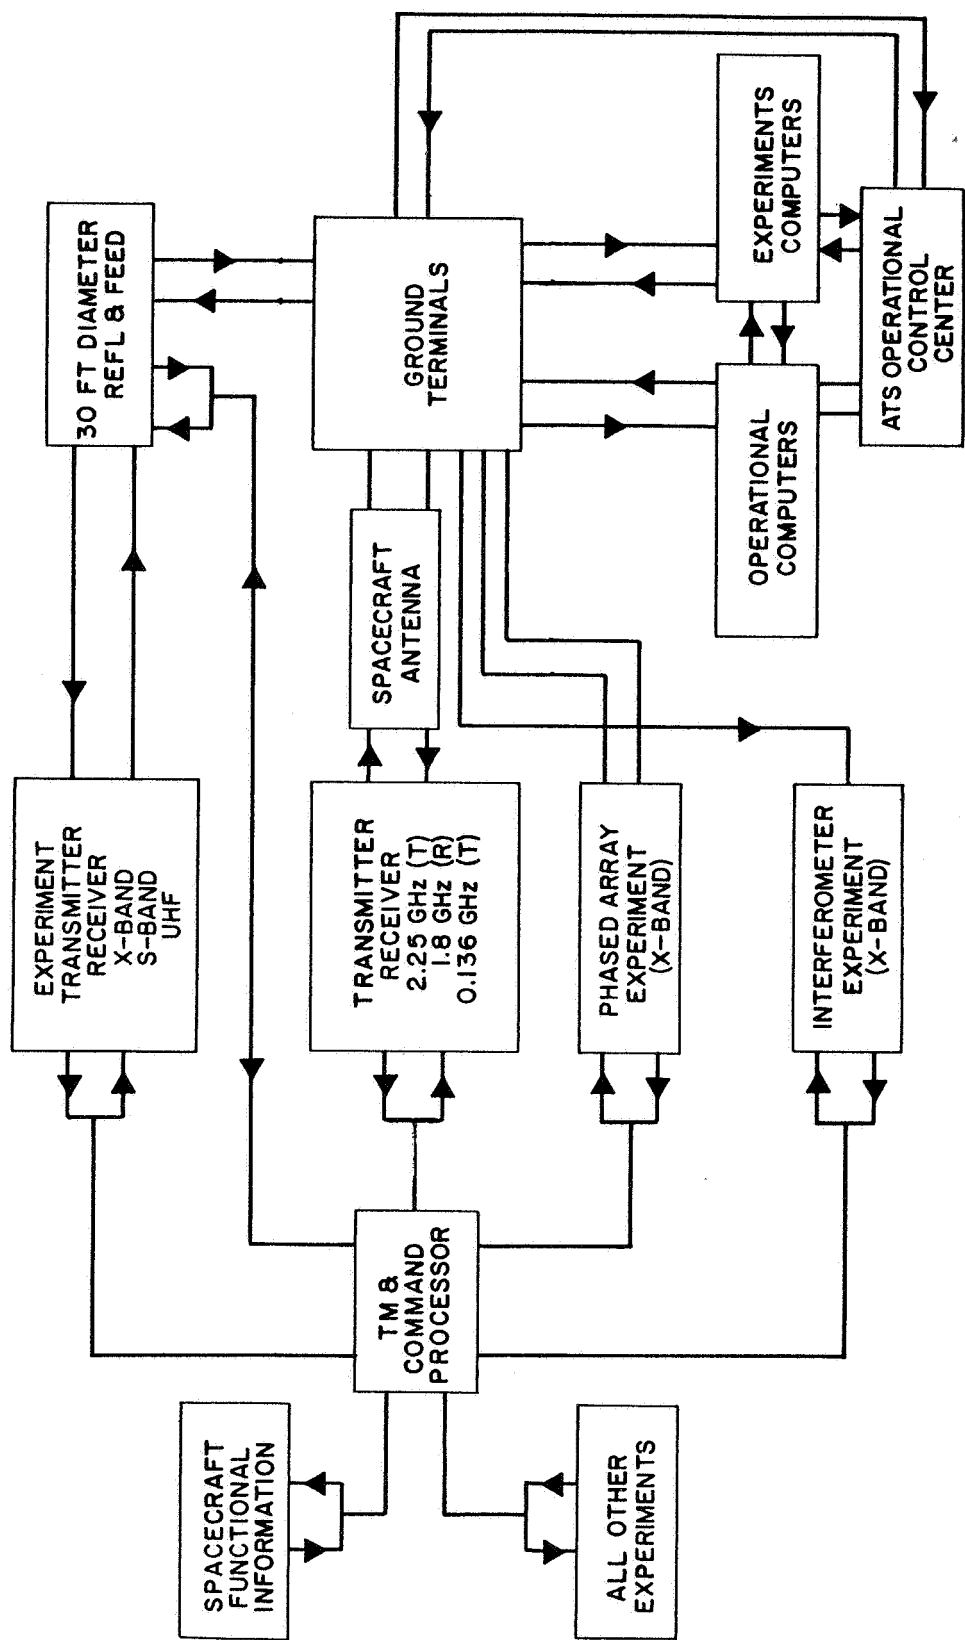 SPACECRAFT
FUNCTIONAL
INFORMATION
ALL OTHER
EXPERIMENTS
TM &
COMMAND
PROCESSOR
EXPERIMENT
TRANSMITTER
RECEIVER
X-BAND
S-BAND
UHF
TRANSMITTER
RECEIVER
2.25 GHz (T)
1.8 GHz (R)
0.136 GHz (T)
PHASED ARRAY
EXPERIMENT
(X-BAND)
INTERFEROMETER
EXPERIMENT
(X-BAND)
SPACECRAFT
ANTENNA
30 FT DIAMETER
REFL & FEED
GROUND
TERMINALS
OPERATIONAL
COMPUTERS
EXPERIMENTS
COMPUTERS
ATS OPERATIONAL
CONTROL
CENTER